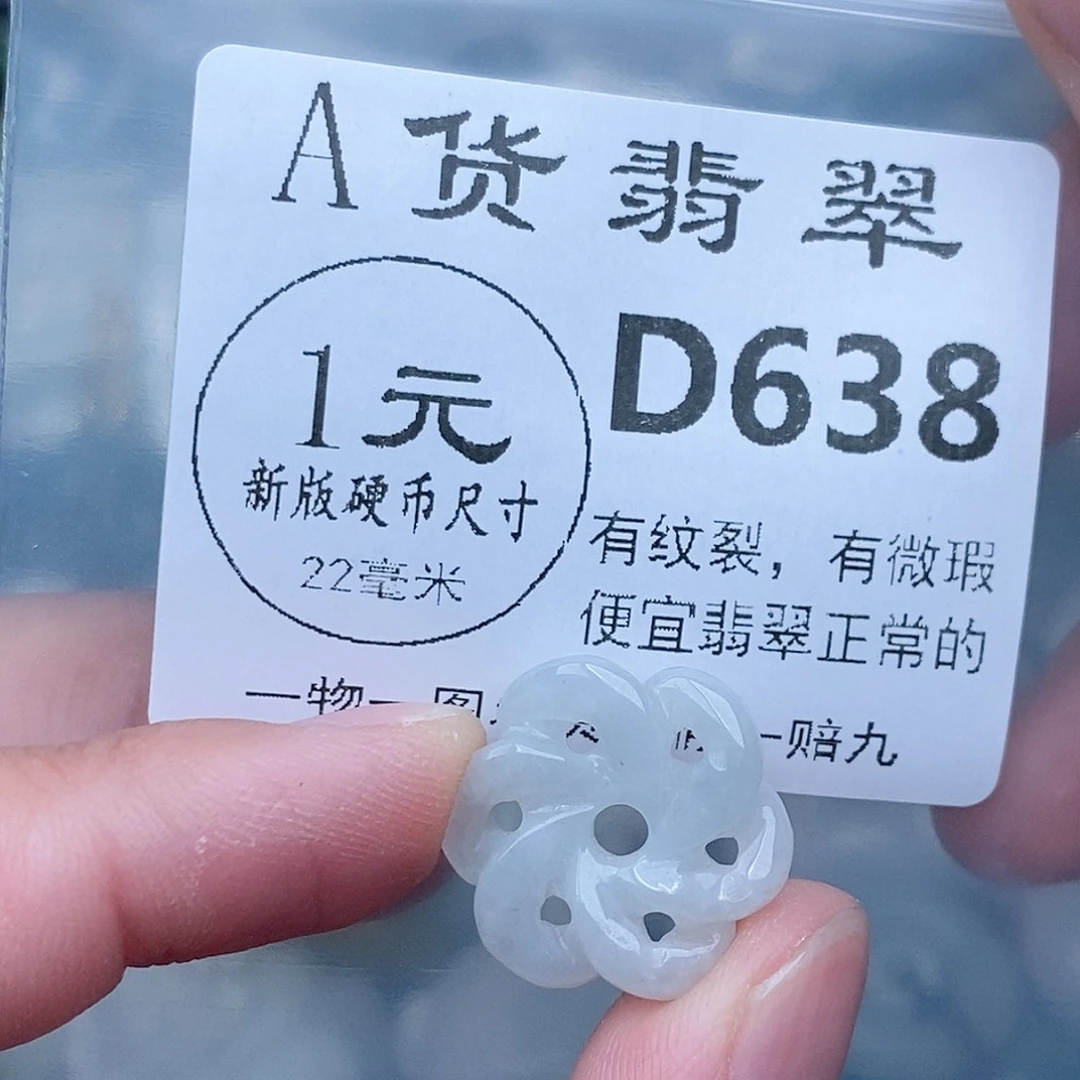 A货翡翠
1元
新版硬币尺寸
22毫米
D638
有纹裂，有微瑕
便宜翡翠正常的
一物一图 一赔九